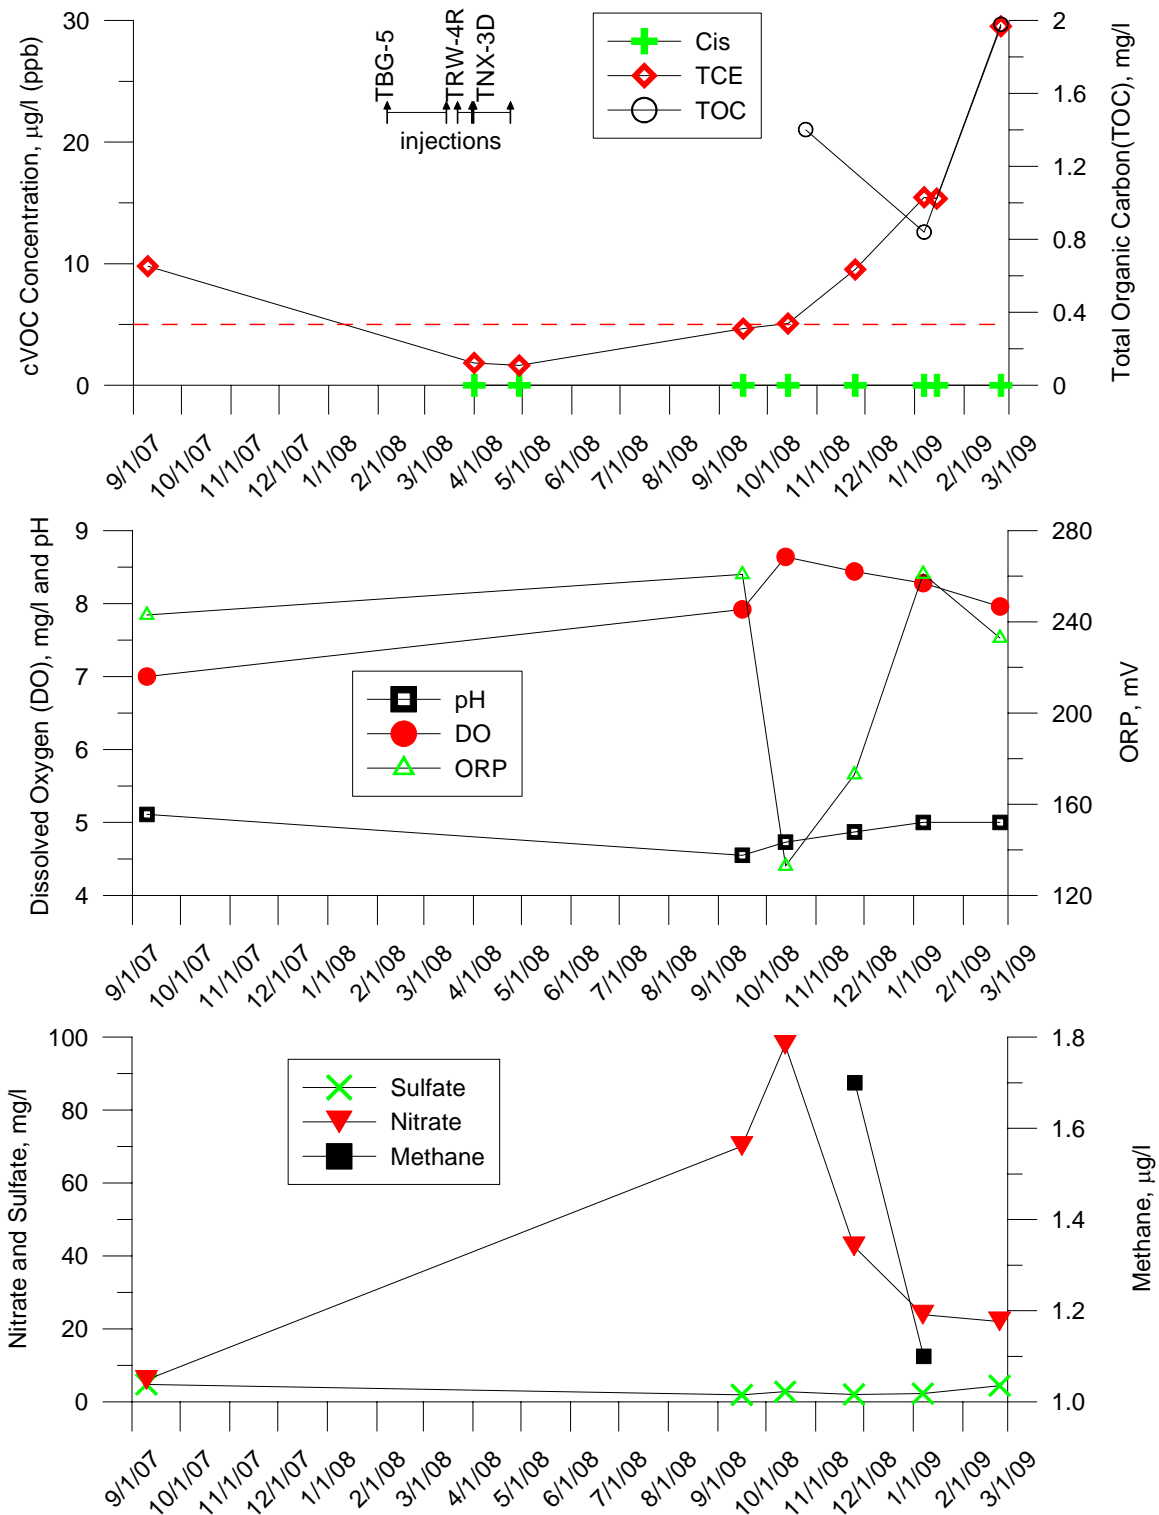 cVOC Concentration, μg/l (ppb)
30
20
10
0
TBG-5
TRW-4R
TNX-3D
injections
Cis
TCE
TOC
2
1.6
1.2
0.8
0.4
0
Total Organic Carbon(TOC), mg/l
9/1/07 10/1/07 11/1/07 12/1/07 1/1/08 2/1/08 3/1/08 4/1/08 5/1/08 6/1/08 7/1/08 8/1/08 9/1/08 10/1/08 11/1/08 12/1/08 1/1/09 2/1/09 3/1/09
Dissolved Oxygen (DO), mg/l and pH
9
8
7
6
5
4
pH
DO
ORP
280
240
200
160
120
ORP, mV
9/1/07 10/1/07 11/1/07 12/1/07 1/1/08 2/1/08 3/1/08 4/1/08 5/1/08 6/1/08 7/1/08 8/1/08 9/1/08 10/1/08 11/1/08 12/1/08 1/1/09 2/1/09 3/1/09
Nitrate and Sulfate, mg/l
100
80
60
40
20
0
Sulfate
Nitrate
Methane
1.8
1.6
1.4
1.2
1.0
Methane, μg/l
9/1/07 10/1/07 11/1/07 12/1/07 1/1/08 2/1/08 3/1/08 4/1/08 5/1/08 6/1/08 7/1/08 8/1/08 9/1/08 10/1/08 11/1/08 12/1/08 1/1/09 2/1/09 3/1/09